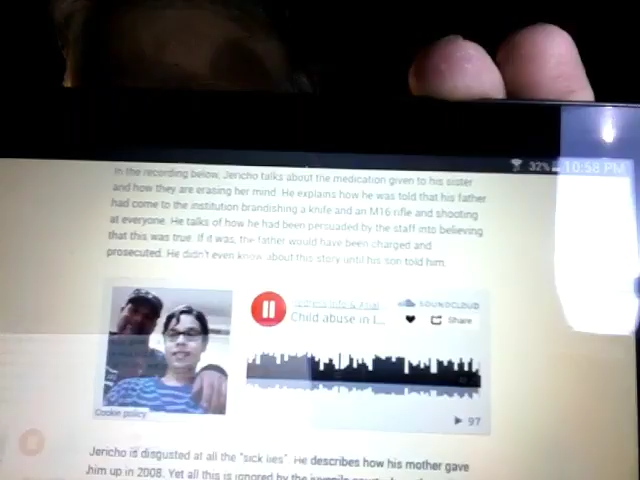 32% 10:58 PM
In the recording below, Jericho talks about the medication given to his sister
and how they are erasing her mind. He explains how he was told that his father
had come to the institution brandishing a knife and an M16 rifle and shooting
at everyone. He talks of how he had been persuaded by the staff into believing
that this was true. If it was, the father would have been charged and
prosecuted. He didn't even know about this story until his son told him.
SOUNDCLOUD
Child abuse in I...
Share
Cookie policy
97
Jericho is disgusted at all the "sick lies". He describes how his mother gave
him up in 2008. Yet all this is ignored by the